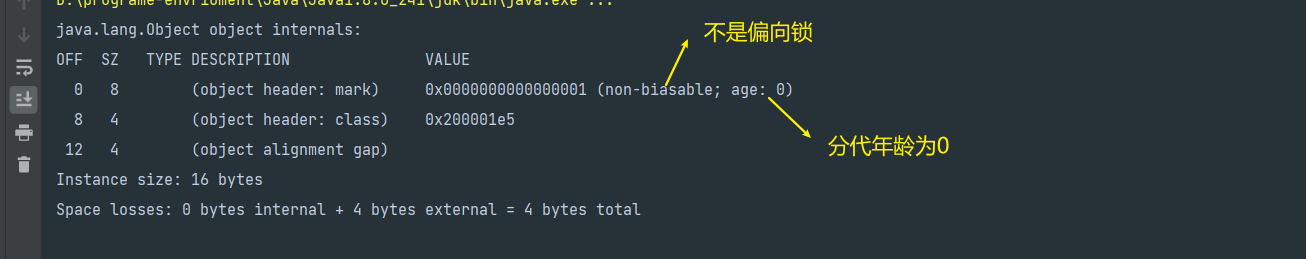 D:\programe-enviroment\Java\Java1.8.0_241\jdk\bin\java.exe ...
java.lang.Object object internals:
不是偏向锁
OFF  SZ   TYPE DESCRIPTION               VALUE
  0   8        (object header: mark)     0x0000000000000001 (non-biasable; age: 0)
  8   4        (object header: class)    0x200001e5
分代年龄为0
 12   4        (object alignment gap)
Instance size: 16 bytes
Space losses: 0 bytes internal + 4 bytes external = 4 bytes total